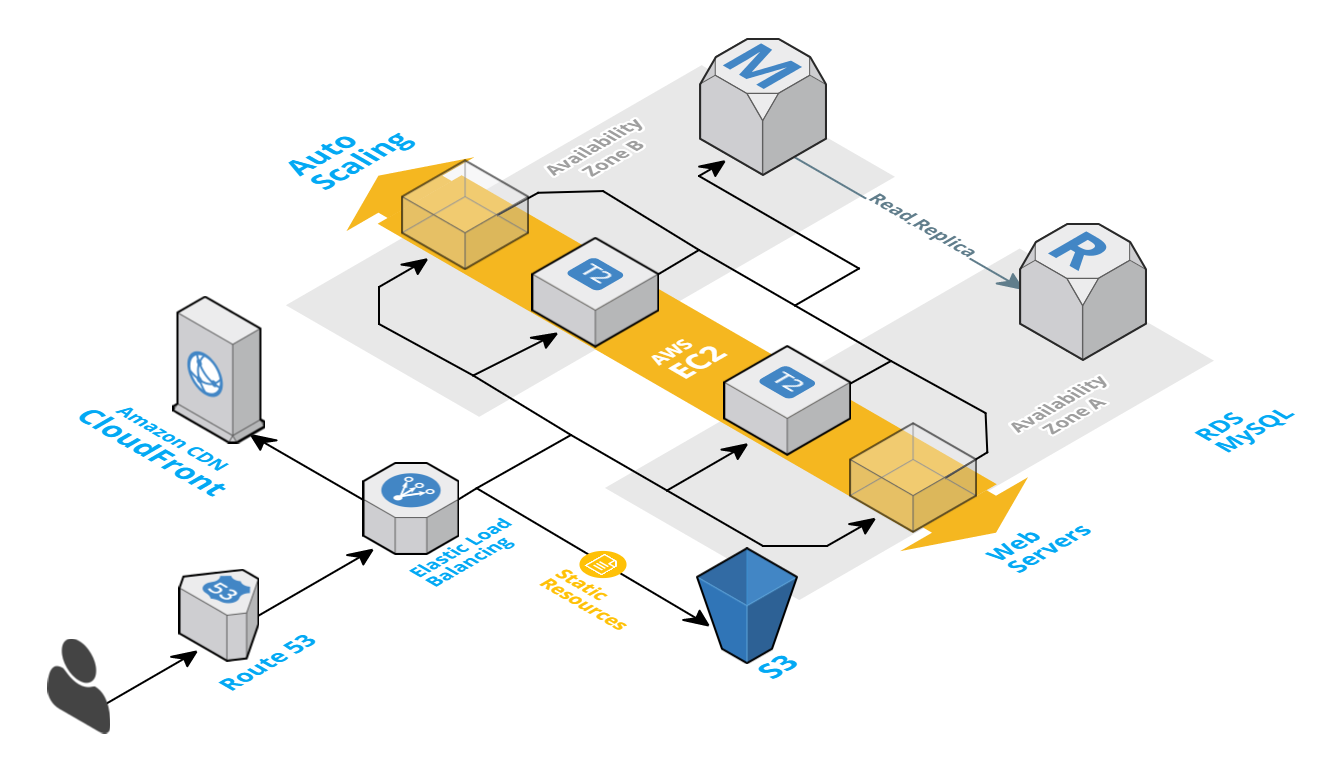 M
Auto
Scaling
Availability
Zone B
Read.Replica
R
T2
AWS
EC2
T2
Availability
Zone A
RDS
MySQL
Amazon CDN
CloudFront
Elastic Load
Balancing
Web
Servers
Static
Resources
53
Route 53
S3